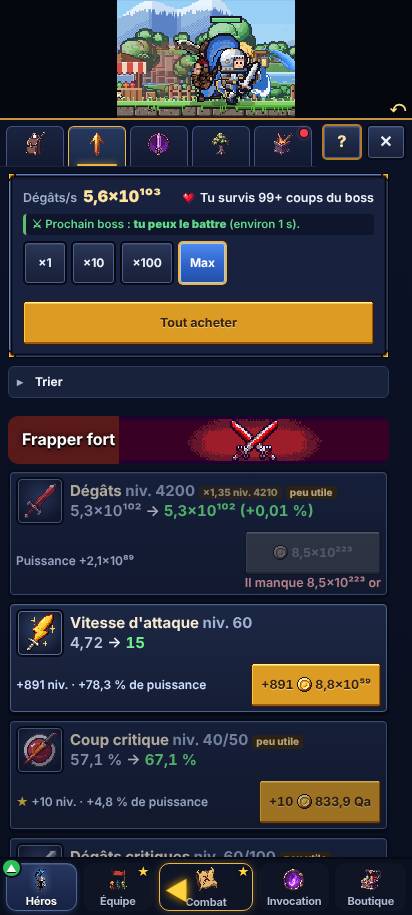 ?
×
Dégâts/s 5,6×10¹⁰³
Tu survis 99+ coups du boss
Prochain boss : tu peux le battre (environ 1 s).
×1
×10
×100
Max
Tout acheter
Trier
Frapper fort
Dégâts niv. 4200 ×1,35 niv. 4210 peu utile
5,3×10¹⁰² → 5,3×10¹⁰² (+0,01 %)
Puissance +2,1×10⁸⁹
8,5×10²²³
Il manque 8,5×10²²³ or
Vitesse d'attaque niv. 60
4,72 → 15
+891 niv. · +78,3 % de puissance
+891 8,8×10⁵⁹
Coup critique niv. 40/50 peu utile
57,1 % → 67,1 %
★ +10 niv. · +4,8 % de puissance
+10 833,9 Qa
Dégâts critiques niv. 60/100
Héros
Équipe
Combat
Invocation
Boutique